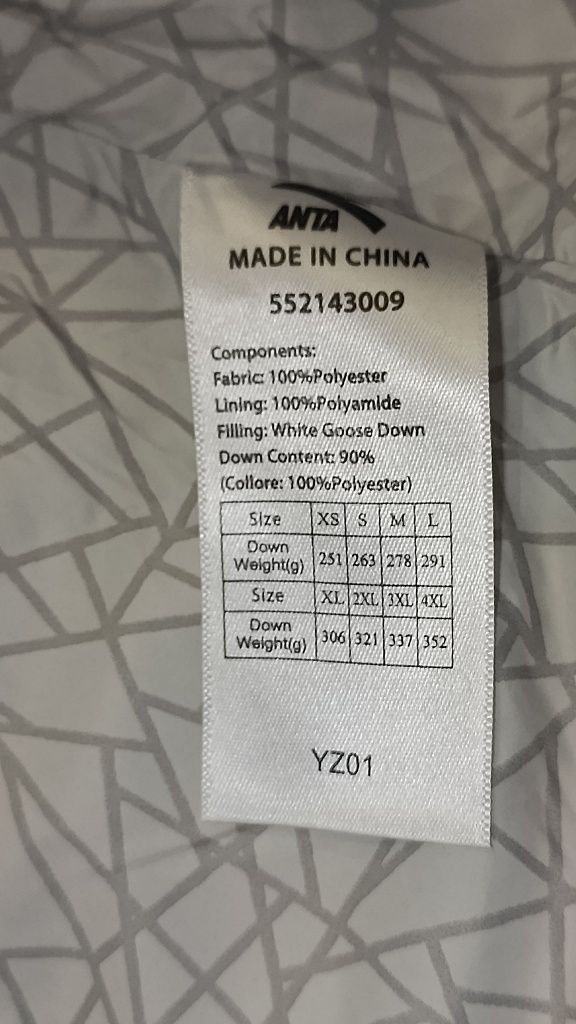 ANTA
MADE IN CHINA
552143009
Components:
Fabric: 100%Polyester
Lining: 100%Polyamide
Filling: White Goose Down
Down Content: 90%
(Collore: 100%Polyester)
Size XS S M L
Down Weight(g) 251 263 278 291
Size XL 2XL 3XL 4XL
Down Weight(g) 306 321 337 352
YZ01